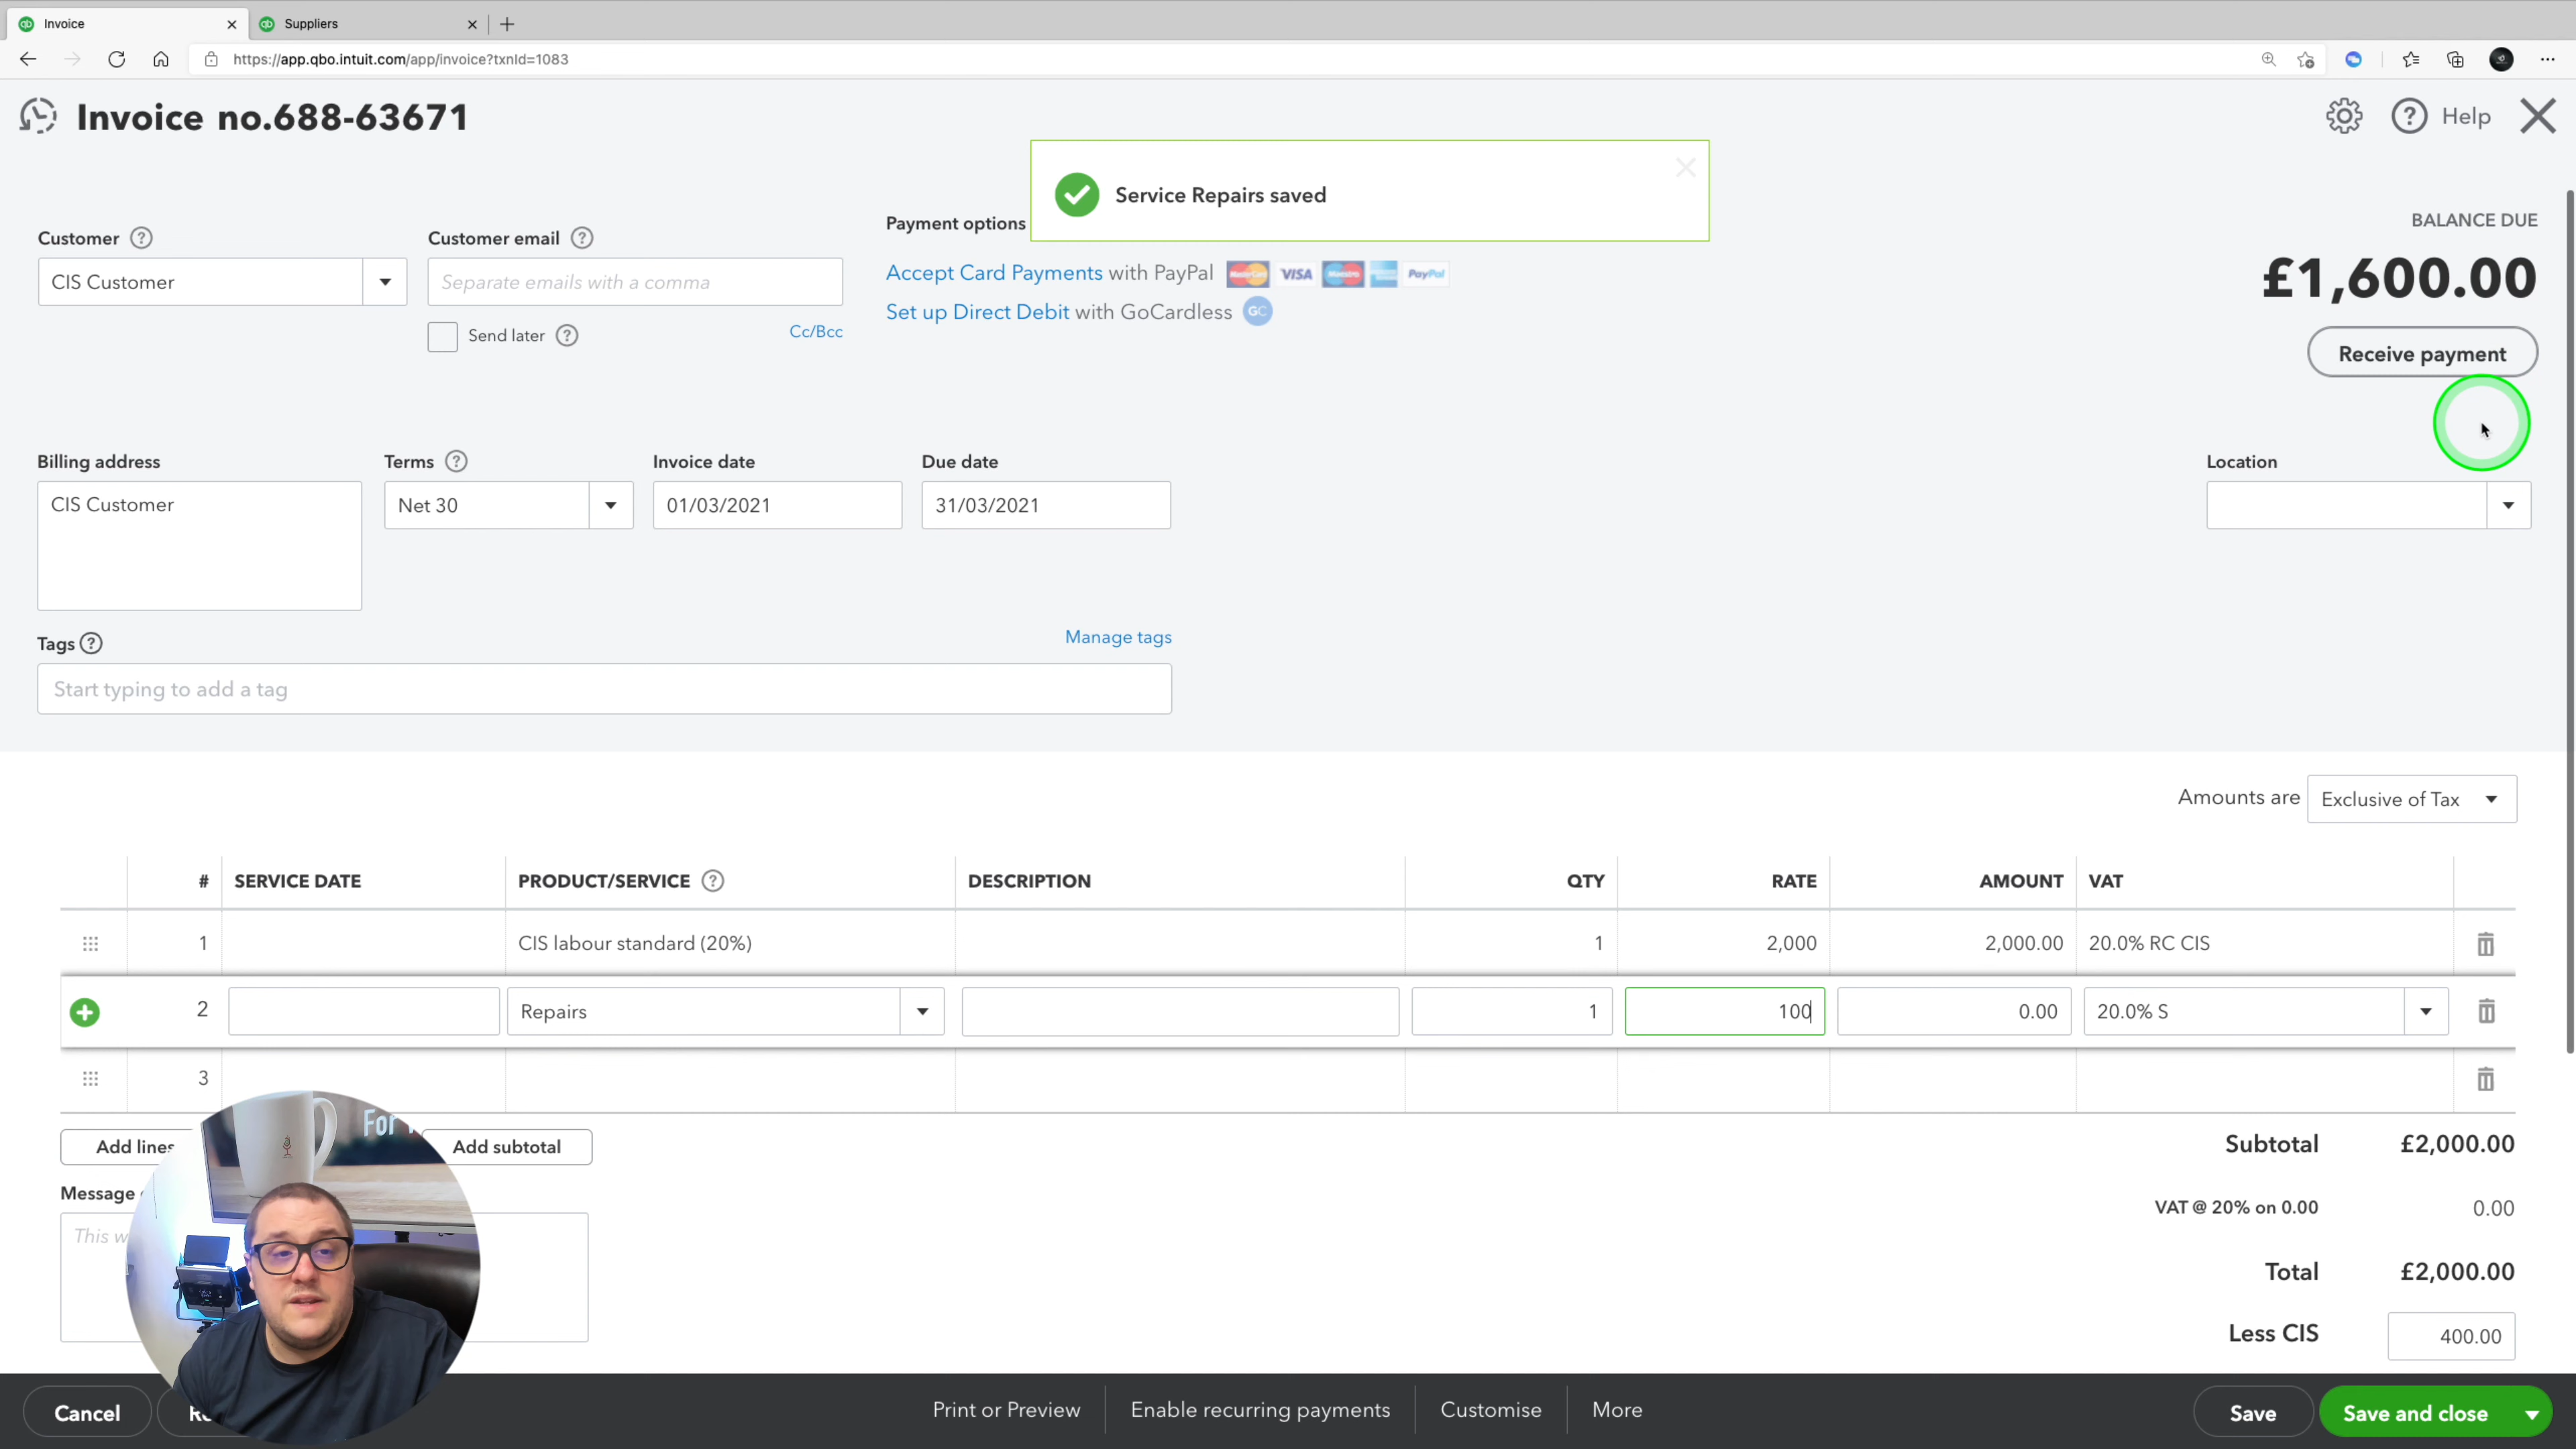 Invoice
Suppliers
https://app.qbo.intuit.com/app/invoice?txnId=1083
Invoice no.688-63671
Help
Service Repairs saved
BALANCE DUE
£1,600.00
Receive payment
Customer
Customer email
Payment options
CIS Customer
Separate emails with a comma
Accept Card Payments with PayPal
VISA
PayPal
Set up Direct Debit with GoCardless
GC
Send later
Cc/Bcc
Billing address
Terms
Invoice date
Due date
Location
CIS Customer
Net 30
01/03/2021
31/03/2021
Tags
Manage tags
Start typing to add a tag
Amounts are
Exclusive of Tax
# SERVICE DATE PRODUCT/SERVICE DESCRIPTION QTY RATE AMOUNT VAT
1 CIS labour standard (20%) 1 2,000 2,000.00 20.0% RC CIS
2 Repairs 1 100 0.00 20.0% S
3
Add lines
Add subtotal
Subtotal £2,000.00
Message
This w
VAT @ 20% on 0.00 0.00
Total £2,000.00
Less CIS 400.00
For
Cancel
Print or Preview
Enable recurring payments
Customise
More
Save
Save and close